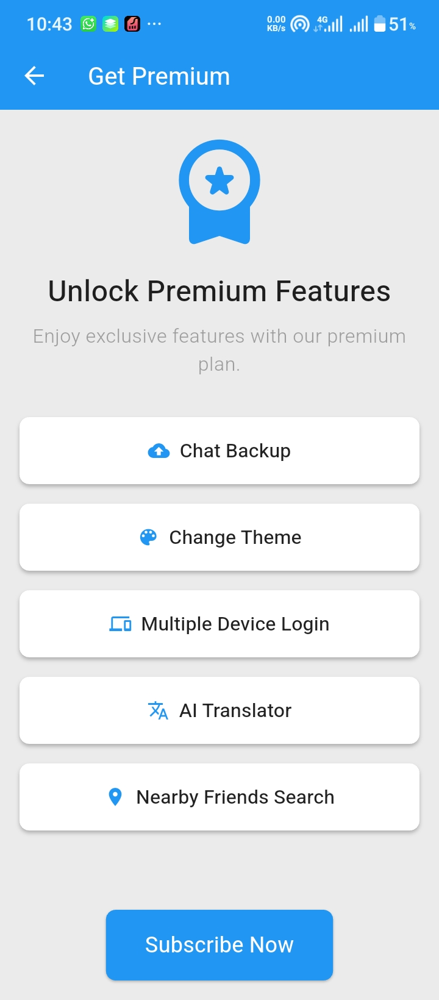 10:43 ... 0.00 KB/s 4G 51%
Get Premium
Unlock Premium Features
Enjoy exclusive features with our premium
plan.
Chat Backup
Change Theme
Multiple Device Login
AI Translator
Nearby Friends Search
Subscribe Now